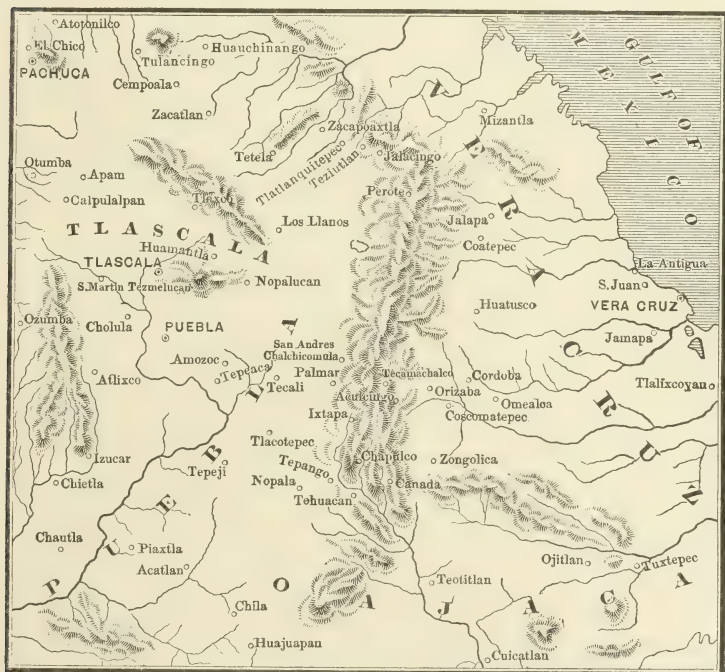 Atotonilco
El Chico
PACHUCA
Tulancingo
Huauchinango
Cempoala
Zacatlan
GULF OF
MEXICO
VERA CRUZ
Mizantla
Zacapoaxtla
Tetela
Tlatlanquitepec
Teziutlan
Jalacingo
Otumba
Apam
Calpulalpan
Tlaxco
Perote
Los Llanos
Jalapa
Coatepec
TLASCALA
Huamantla
TLASCALA
S. Martin Tezmelucan
Nopalucan
La Antigua
S. Juan
VERA CRUZ
Huatusco
Jamapa
Ozumba
Cholula
PUEBLA
San Andres
Chalchicomula
Amozoc
Tepeaca
Tecali
Palmar
Tecamachalco
Cordoba
Orizaba
Tlalixcoyan
Atlixco
Aculcingo
Omealca
Coscomatepec
Ixtapa
Tlacotepec
Izucar
Chietla
Tepeji
Tepango
Nopala
Chapulco
Canada
Zongolica
Tehuacan
PUEBLA
Chautla
Piaxtla
Acatlan
Ojitlan
Tuxtepec
Teotitlan
OAJACA
Chila
Huajuapan
Cuicatlan